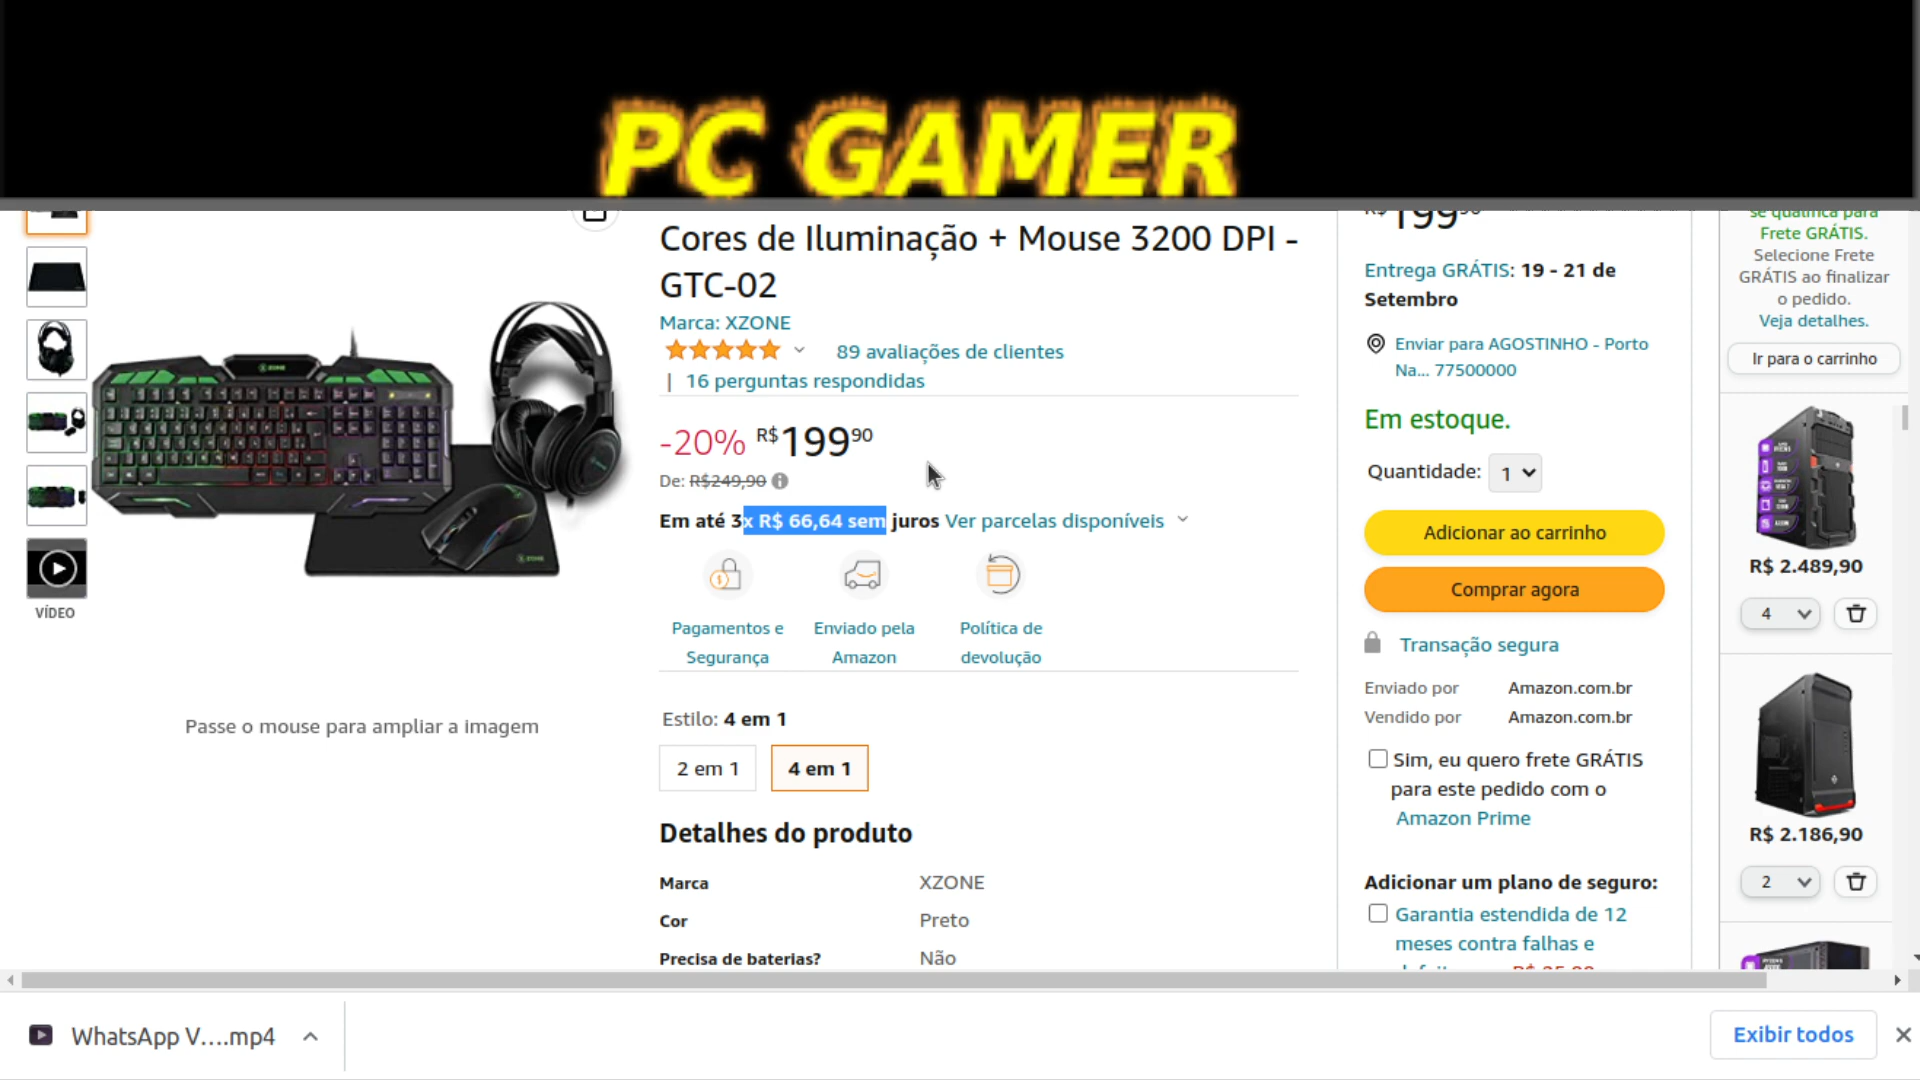 PC GAMER
Cores de Iluminação + Mouse 3200 DPI -
GTC-02
Marca: XZONE
89 avaliações de clientes
| 16 perguntas respondidas
-20% R$199 90
De: R$249,90
Em até 3x R$ 66,64 sem juros Ver parcelas disponíveis
Pagamentos e
Segurança
Enviado pela
Amazon
Política de
devolução
VÍDEO
Passe o mouse para ampliar a imagem
Estilo: 4 em 1
2 em 1
4 em 1
Detalhes do produto
Marca XZONE
Cor Preto
Precisa de baterias? Não
R$ 199 90
Entrega GRÁTIS: 19 - 21 de
Setembro
Enviar para AGOSTINHO - Porto
Na... 77500000
Em estoque.
Quantidade: 1
Adicionar ao carrinho
Comprar agora
Transação segura
Enviado por Amazon.com.br
Vendido por Amazon.com.br
Sim, eu quero frete GRÁTIS
para este pedido com o
Amazon Prime
Adicionar um plano de seguro:
Garantia estendida de 12
meses contra falhas e
se qualifica para
Frete GRÁTIS.
Selecione Frete
GRÁTIS ao finalizar
o pedido.
Veja detalhes.
Ir para o carrinho
R$ 2.489,90
4
R$ 2.186,90
2
WhatsApp V....mp4
Exibir todos